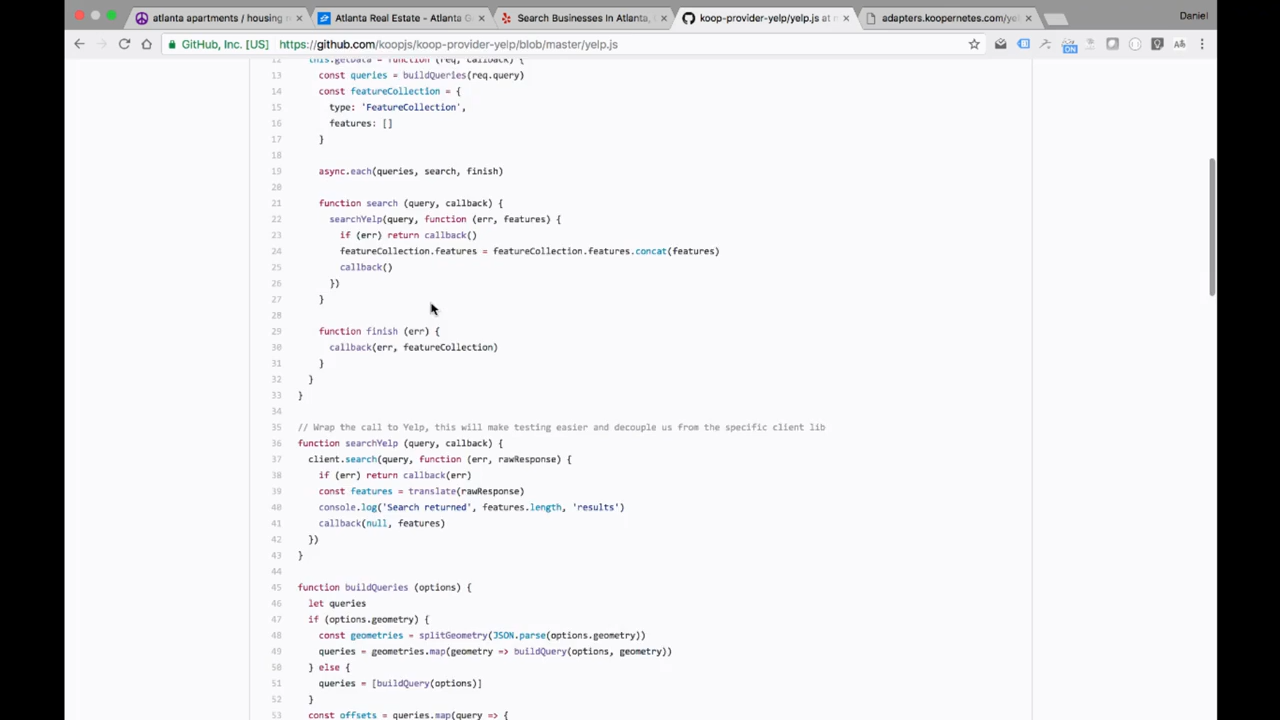 atlanta apartments / housing
Atlanta Real Estate - Atlanta G
Search Businesses In Atlanta,
koop-provider-yelp/yelp.js at
adapters.koopernetes.com/yel
Daniel
GitHub, Inc. [US]
https://github.com/koopjs/koop-provider-yelp/blob/master/yelp.js
ON
12 this.getData = function (req, callback) {
13 const queries = buildQueries(req.query)
14 const featureCollection = {
15 type: 'FeatureCollection',
16 features: []
17 }
18
19 async.each(queries, search, finish)
20
21 function search (query, callback) {
22 searchYelp(query, function (err, features) {
23 if (err) return callback()
24 featureCollection.features = featureCollection.features.concat(features)
25 callback()
26 })
27 }
28
29 function finish (err) {
30 callback(err, featureCollection)
31 }
32 }
33 }
34
35 // Wrap the call to Yelp, this will make testing easier and decouple us from the specific client lib
36 function searchYelp (query, callback) {
37 client.search(query, function (err, rawResponse) {
38 if (err) return callback(err)
39 const features = translate(rawResponse)
40 console.log('Search returned', features.length, 'results')
41 callback(null, features)
42 })
43 }
44
45 function buildQueries (options) {
46 let queries
47 if (options.geometry) {
48 const geometries = splitGeometry(JSON.parse(options.geometry))
49 queries = geometries.map(geometry => buildQuery(options, geometry))
50 } else {
51 queries = [buildQuery(options)]
52 }
53 const offsets = queries.map(query => {